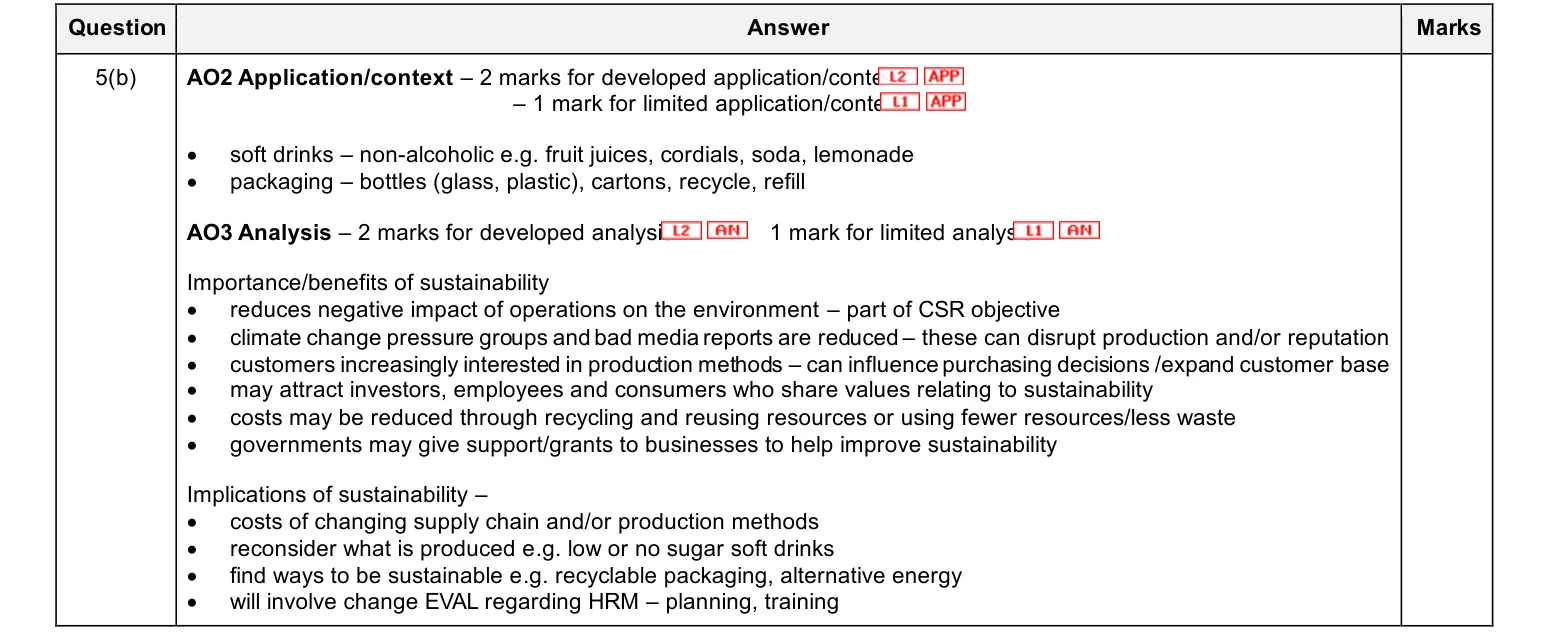 Question Answer Marks
5(b) AO2 Application/context – 2 marks for developed application/conte L2 APP
– 1 mark for limited application/conte L1 APP
• soft drinks – non-alcoholic e.g. fruit juices, cordials, soda, lemonade
• packaging – bottles (glass, plastic), cartons, recycle, refill
AO3 Analysis – 2 marks for developed analysi L2 AN 1 mark for limited analys L1 AN
Importance/benefits of sustainability
• reduces negative impact of operations on the environment – part of CSR objective
• climate change pressure groups and bad media reports are reduced – these can disrupt production and/or reputation
• customers increasingly interested in production methods – can influence purchasing decisions /expand customer base
• may attract investors, employees and consumers who share values relating to sustainability
• costs may be reduced through recycling and reusing resources or using fewer resources/less waste
• governments may give support/grants to businesses to help improve sustainability
Implications of sustainability –
• costs of changing supply chain and/or production methods
• reconsider what is produced e.g. low or no sugar soft drinks
• find ways to be sustainable e.g. recyclable packaging, alternative energy
• will involve change EVAL regarding HRM – planning, training